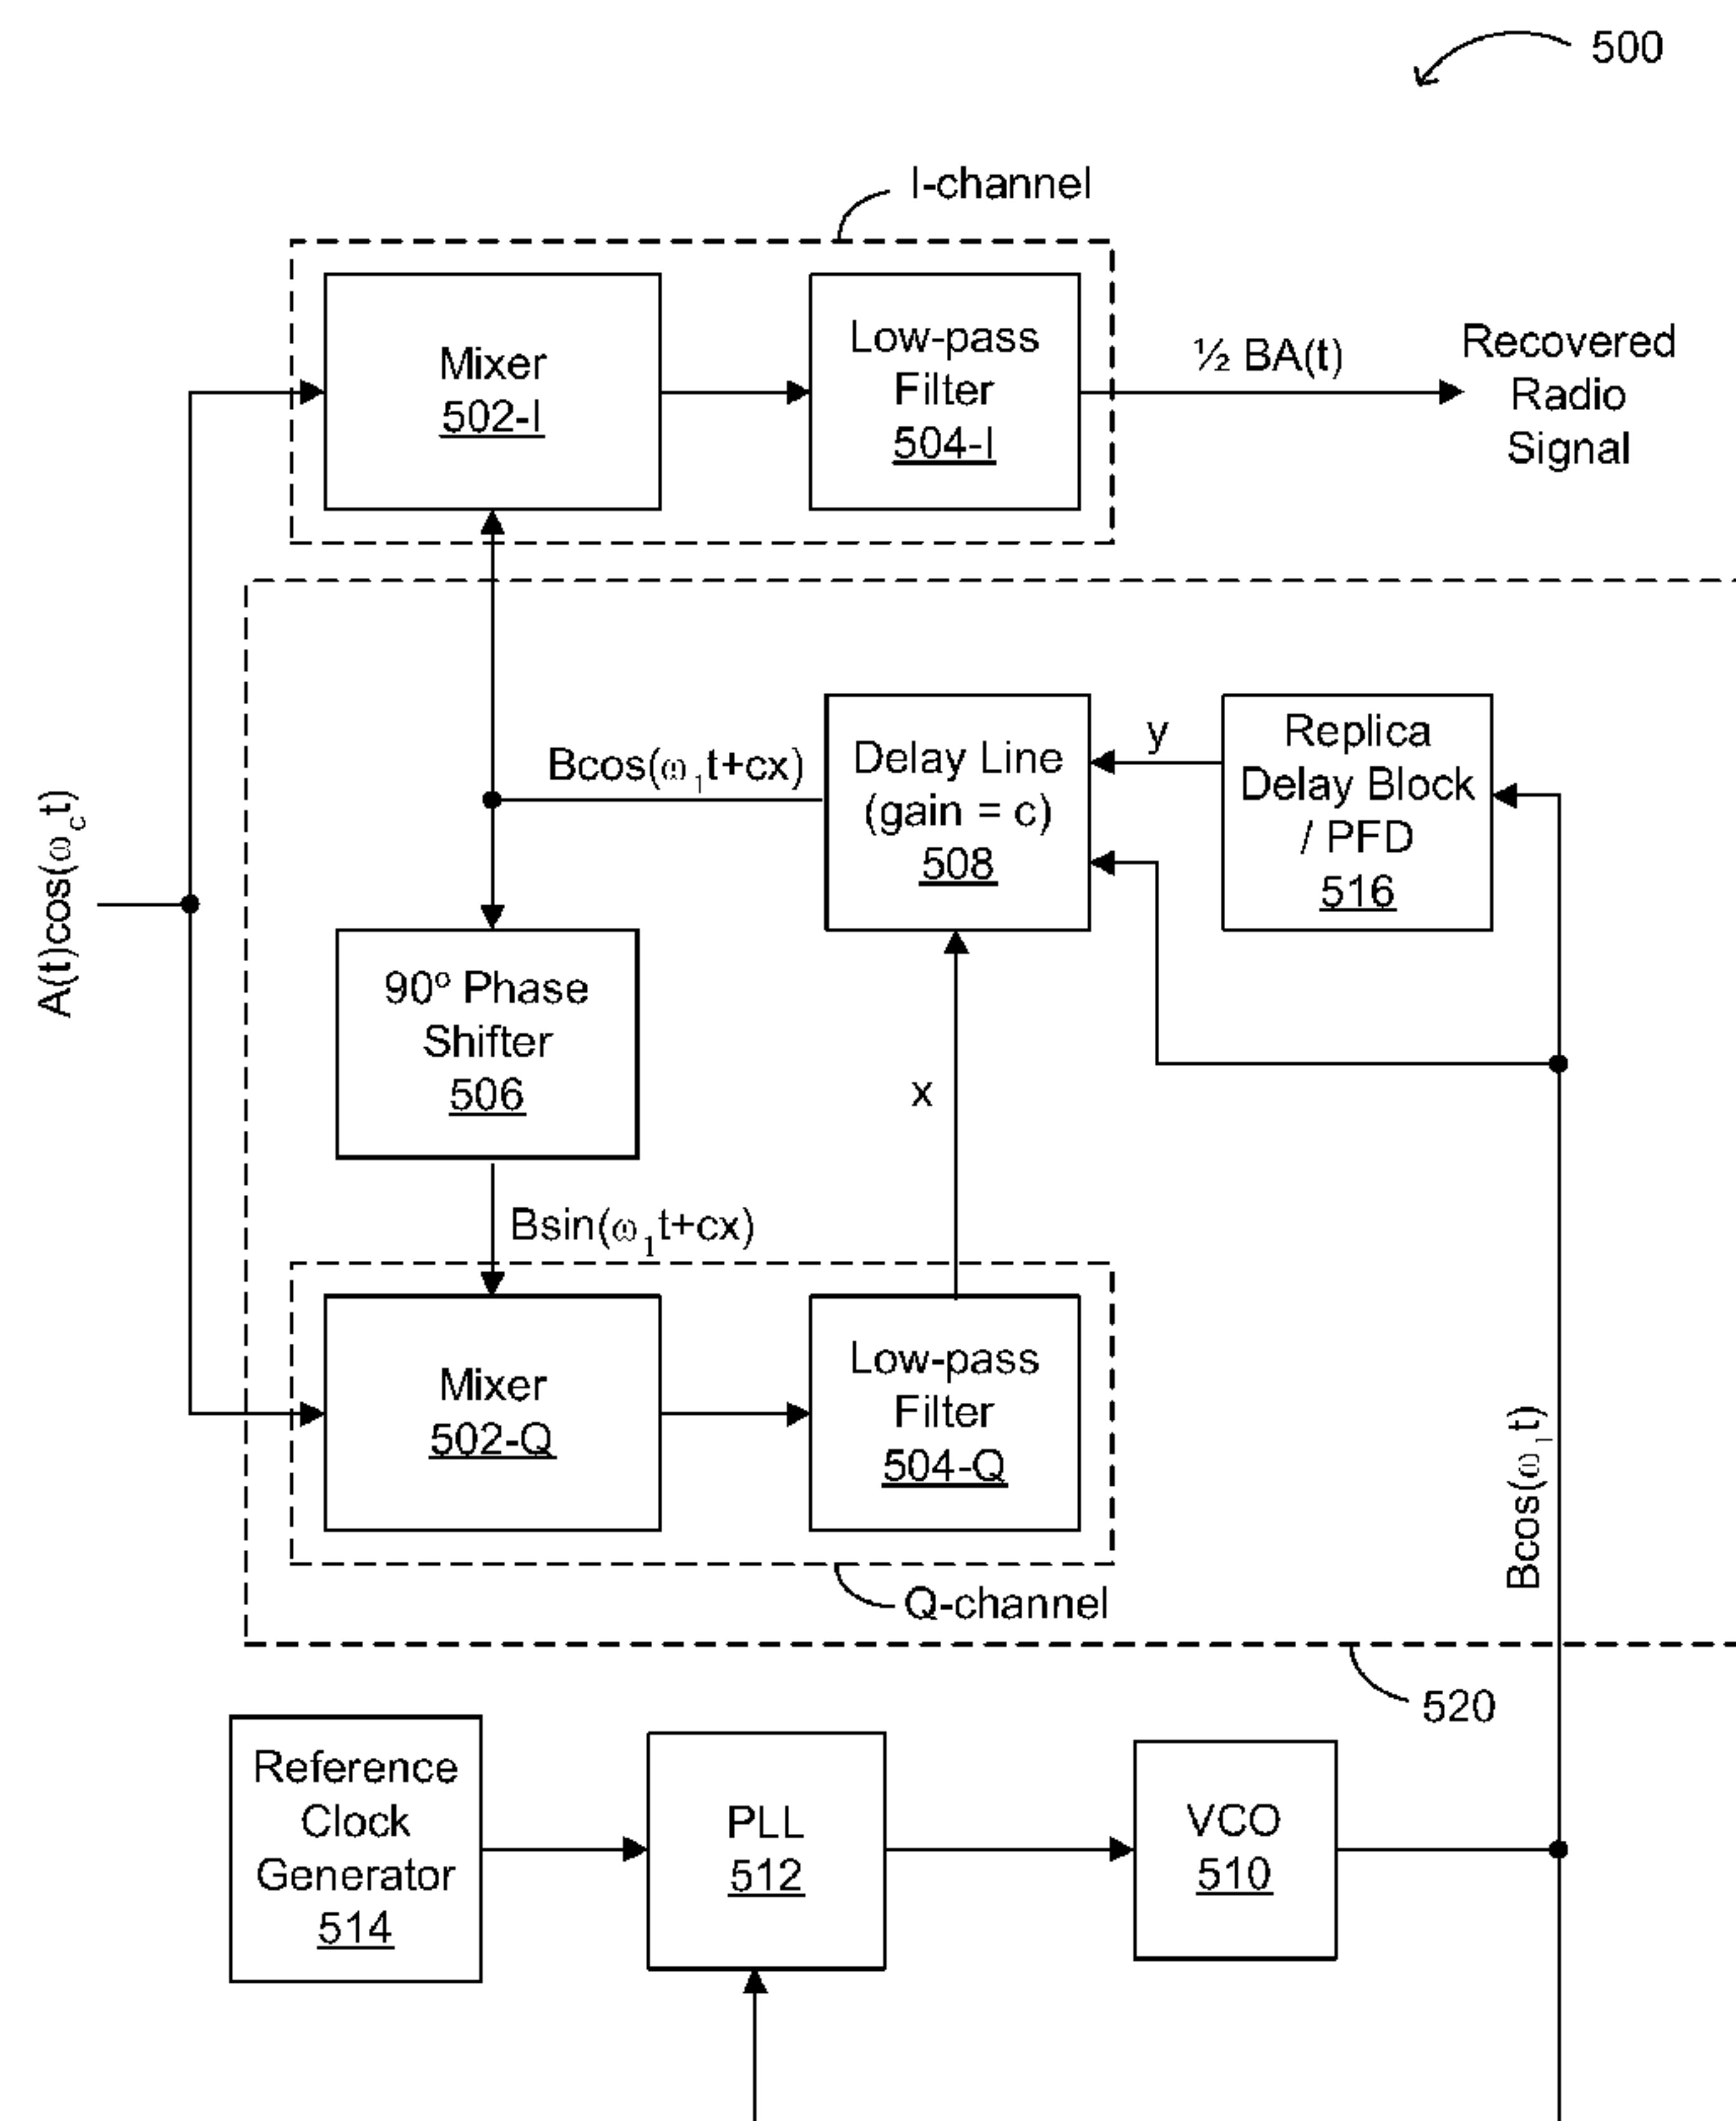 500
I-channel
Mixer
502-I
Low-pass
Filter
504-I
½ BA(t)
Recovered
Radio
Signal
A(t)cos(ω_c t)
Bcos(ω₁t+cx)
Delay Line
(gain = c)
508
y
Replica
Delay Block
/ PFD
516
90° Phase
Shifter
506
x
Bsin(ω₁t+cx)
Mixer
502-Q
Low-pass
Filter
504-Q
Q-channel
Bcos(ω₁t)
520
Reference
Clock
Generator
514
PLL
512
VCO
510